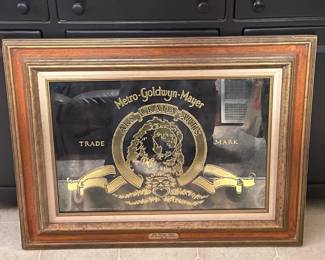 Metro-Goldwyn-Mayer
ARS GRATIA ARTIS
TRADE MARK